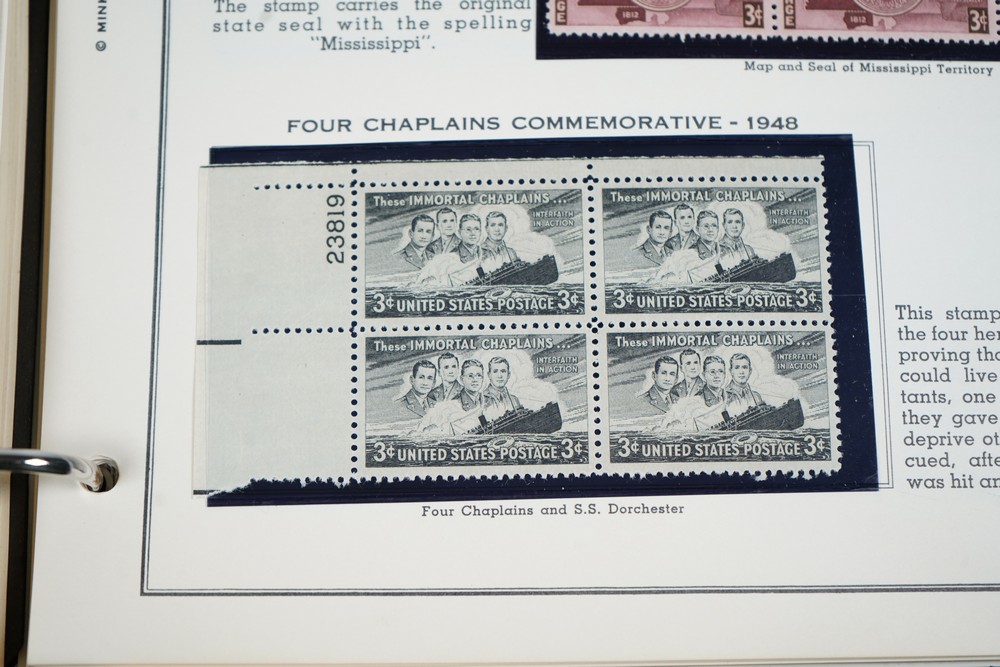 The stamp carries the original
state seal with the spelling
"Mississippi".
1812
3¢
1812
3¢
Map and Seal of Mississippi Territory
FOUR CHAPLAINS COMMEMORATIVE - 1948
23819
These IMMORTAL CHAPLAINS...
INTERFAITH
IN ACTION
3¢ UNITED STATES POSTAGE 3¢
These IMMORTAL CHAPLAINS...
INTERFAITH
IN ACTION
3¢ UNITED STATES POSTAGE 3¢
These IMMORTAL CHAPLAINS...
INTERFAITH
IN ACTION
3¢ UNITED STATES POSTAGE 3¢
These IMMORTAL CHAPLAINS...
INTERFAITH
IN ACTION
3¢ UNITED STATES POSTAGE 3¢
Four Chaplains and S.S. Dorchester
This stamp
the four her
proving tha
could live
tants, one
they gave
deprive ot
cued, afte
was hit an
© MINK